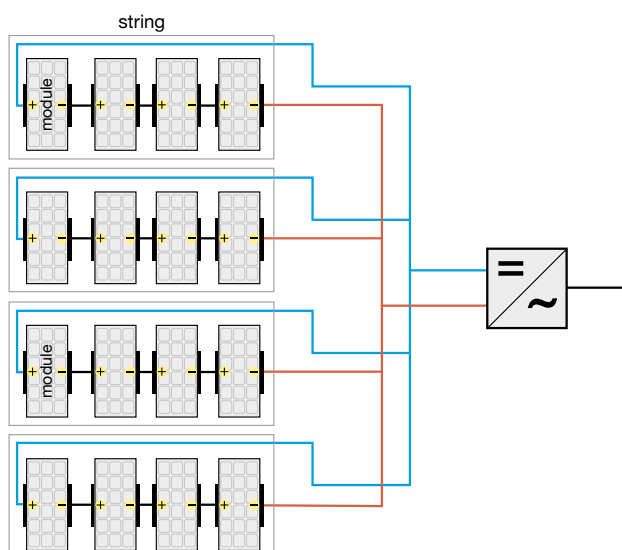 string
module
+ − + − + − + −
+ − + − + − + −
=
~
module
+ − + − + − + −
+ − + − + − + −